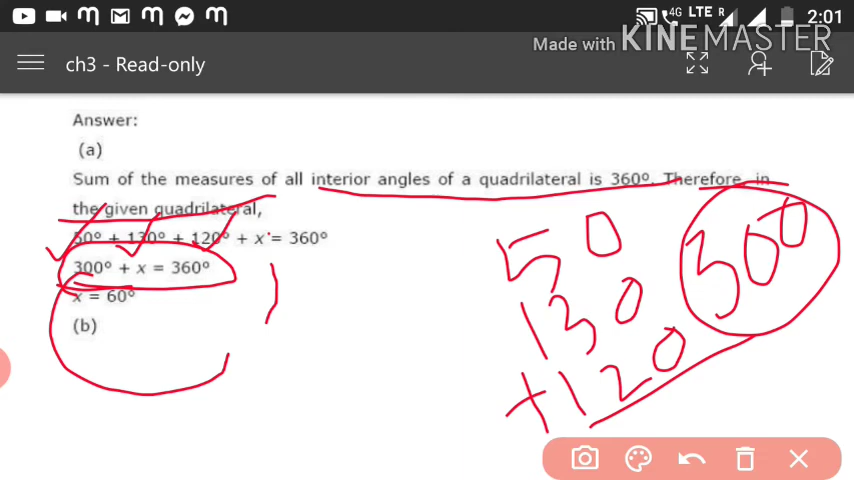 4G LTE R 2:01
Made with KINEMASTER
ch3 - Read-only
Answer:
(a)
Sum of the measures of all interior angles of a quadrilateral is 360º. Therefore, in
the given quadrilateral,
50° + 130° + 120° + x = 360°
300° + x = 360°
x = 60°
(b)
50
130
+120
300